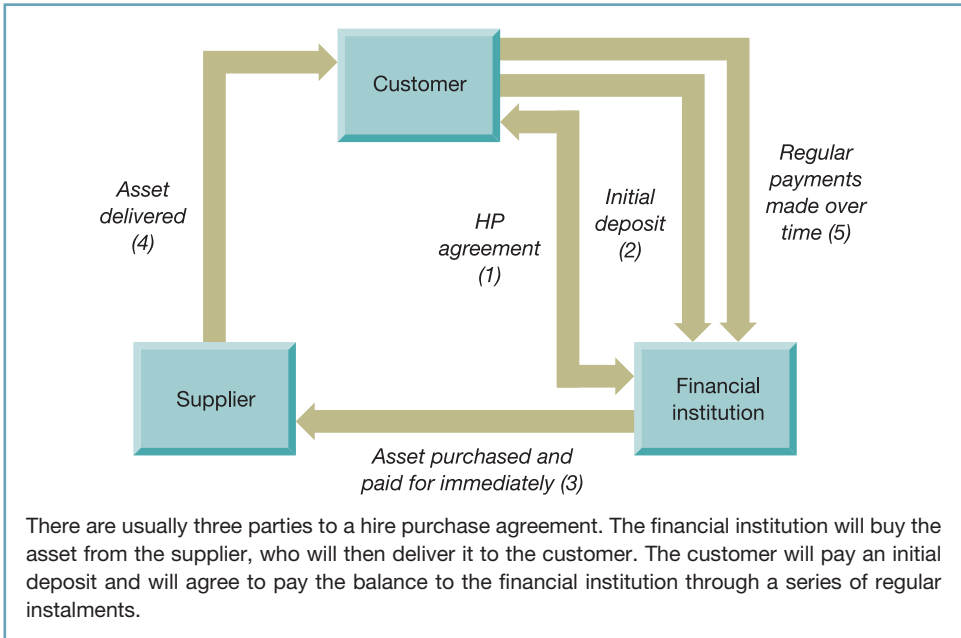 Customer
Asset
delivered
(4)
HP
agreement
(1)
Initial
deposit
(2)
Regular
payments
made over
time (5)
Supplier
Financial
institution
Asset purchased and
paid for immediately (3)
There are usually three parties to a hire purchase agreement. The financial institution will buy the
asset from the supplier, who will then deliver it to the customer. The customer will pay an initial
deposit and will agree to pay the balance to the financial institution through a series of regular
instalments.